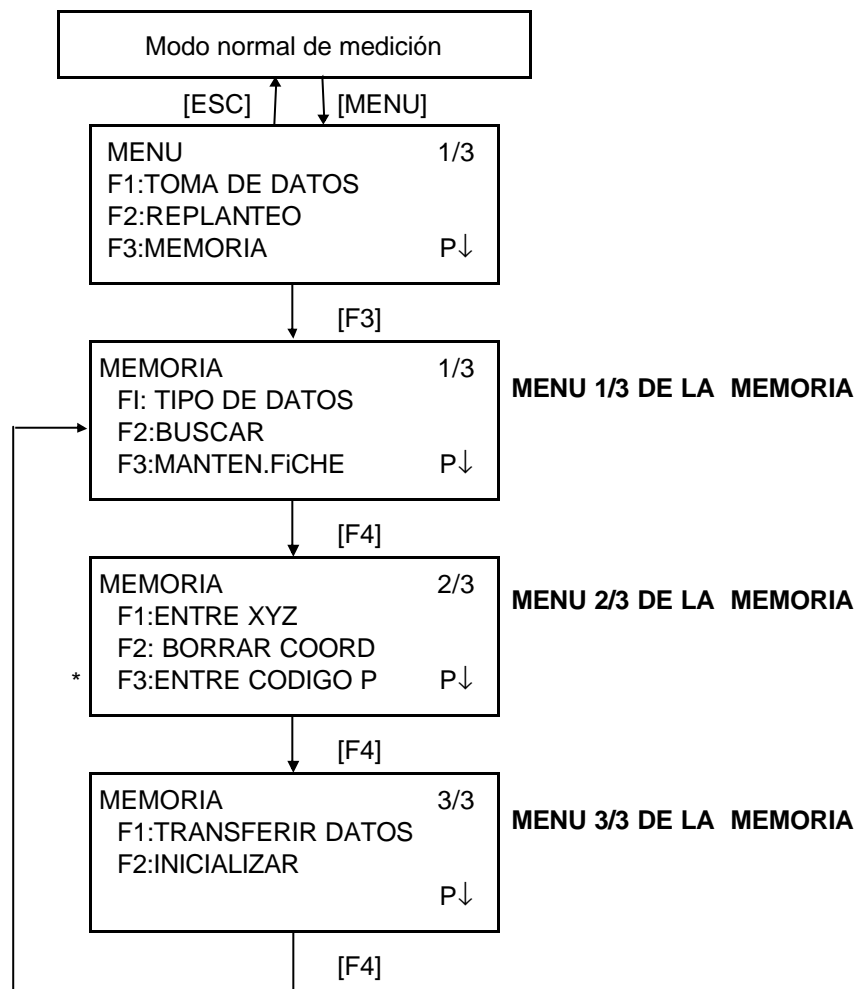 Modo normal de medición
[ESC] [MENU]
MENU 1/3
F1:TOMA DE DATOS
F2:REPLANTEO
F3:MEMORIA P↓
[F3]
MEMORIA 1/3
FI: TIPO DE DATOS
F2:BUSCAR
F3:MANTEN.FiCHE P↓
MENU 1/3 DE LA MEMORIA
[F4]
MEMORIA 2/3
F1:ENTRE XYZ
F2: BORRAR COORD
* F3:ENTRE CODIGO P P↓
MENU 2/3 DE LA MEMORIA
[F4]
MEMORIA 3/3
F1:TRANSFERIR DATOS
F2:INICIALIZAR
P↓
MENU 3/3 DE LA MEMORIA
[F4]